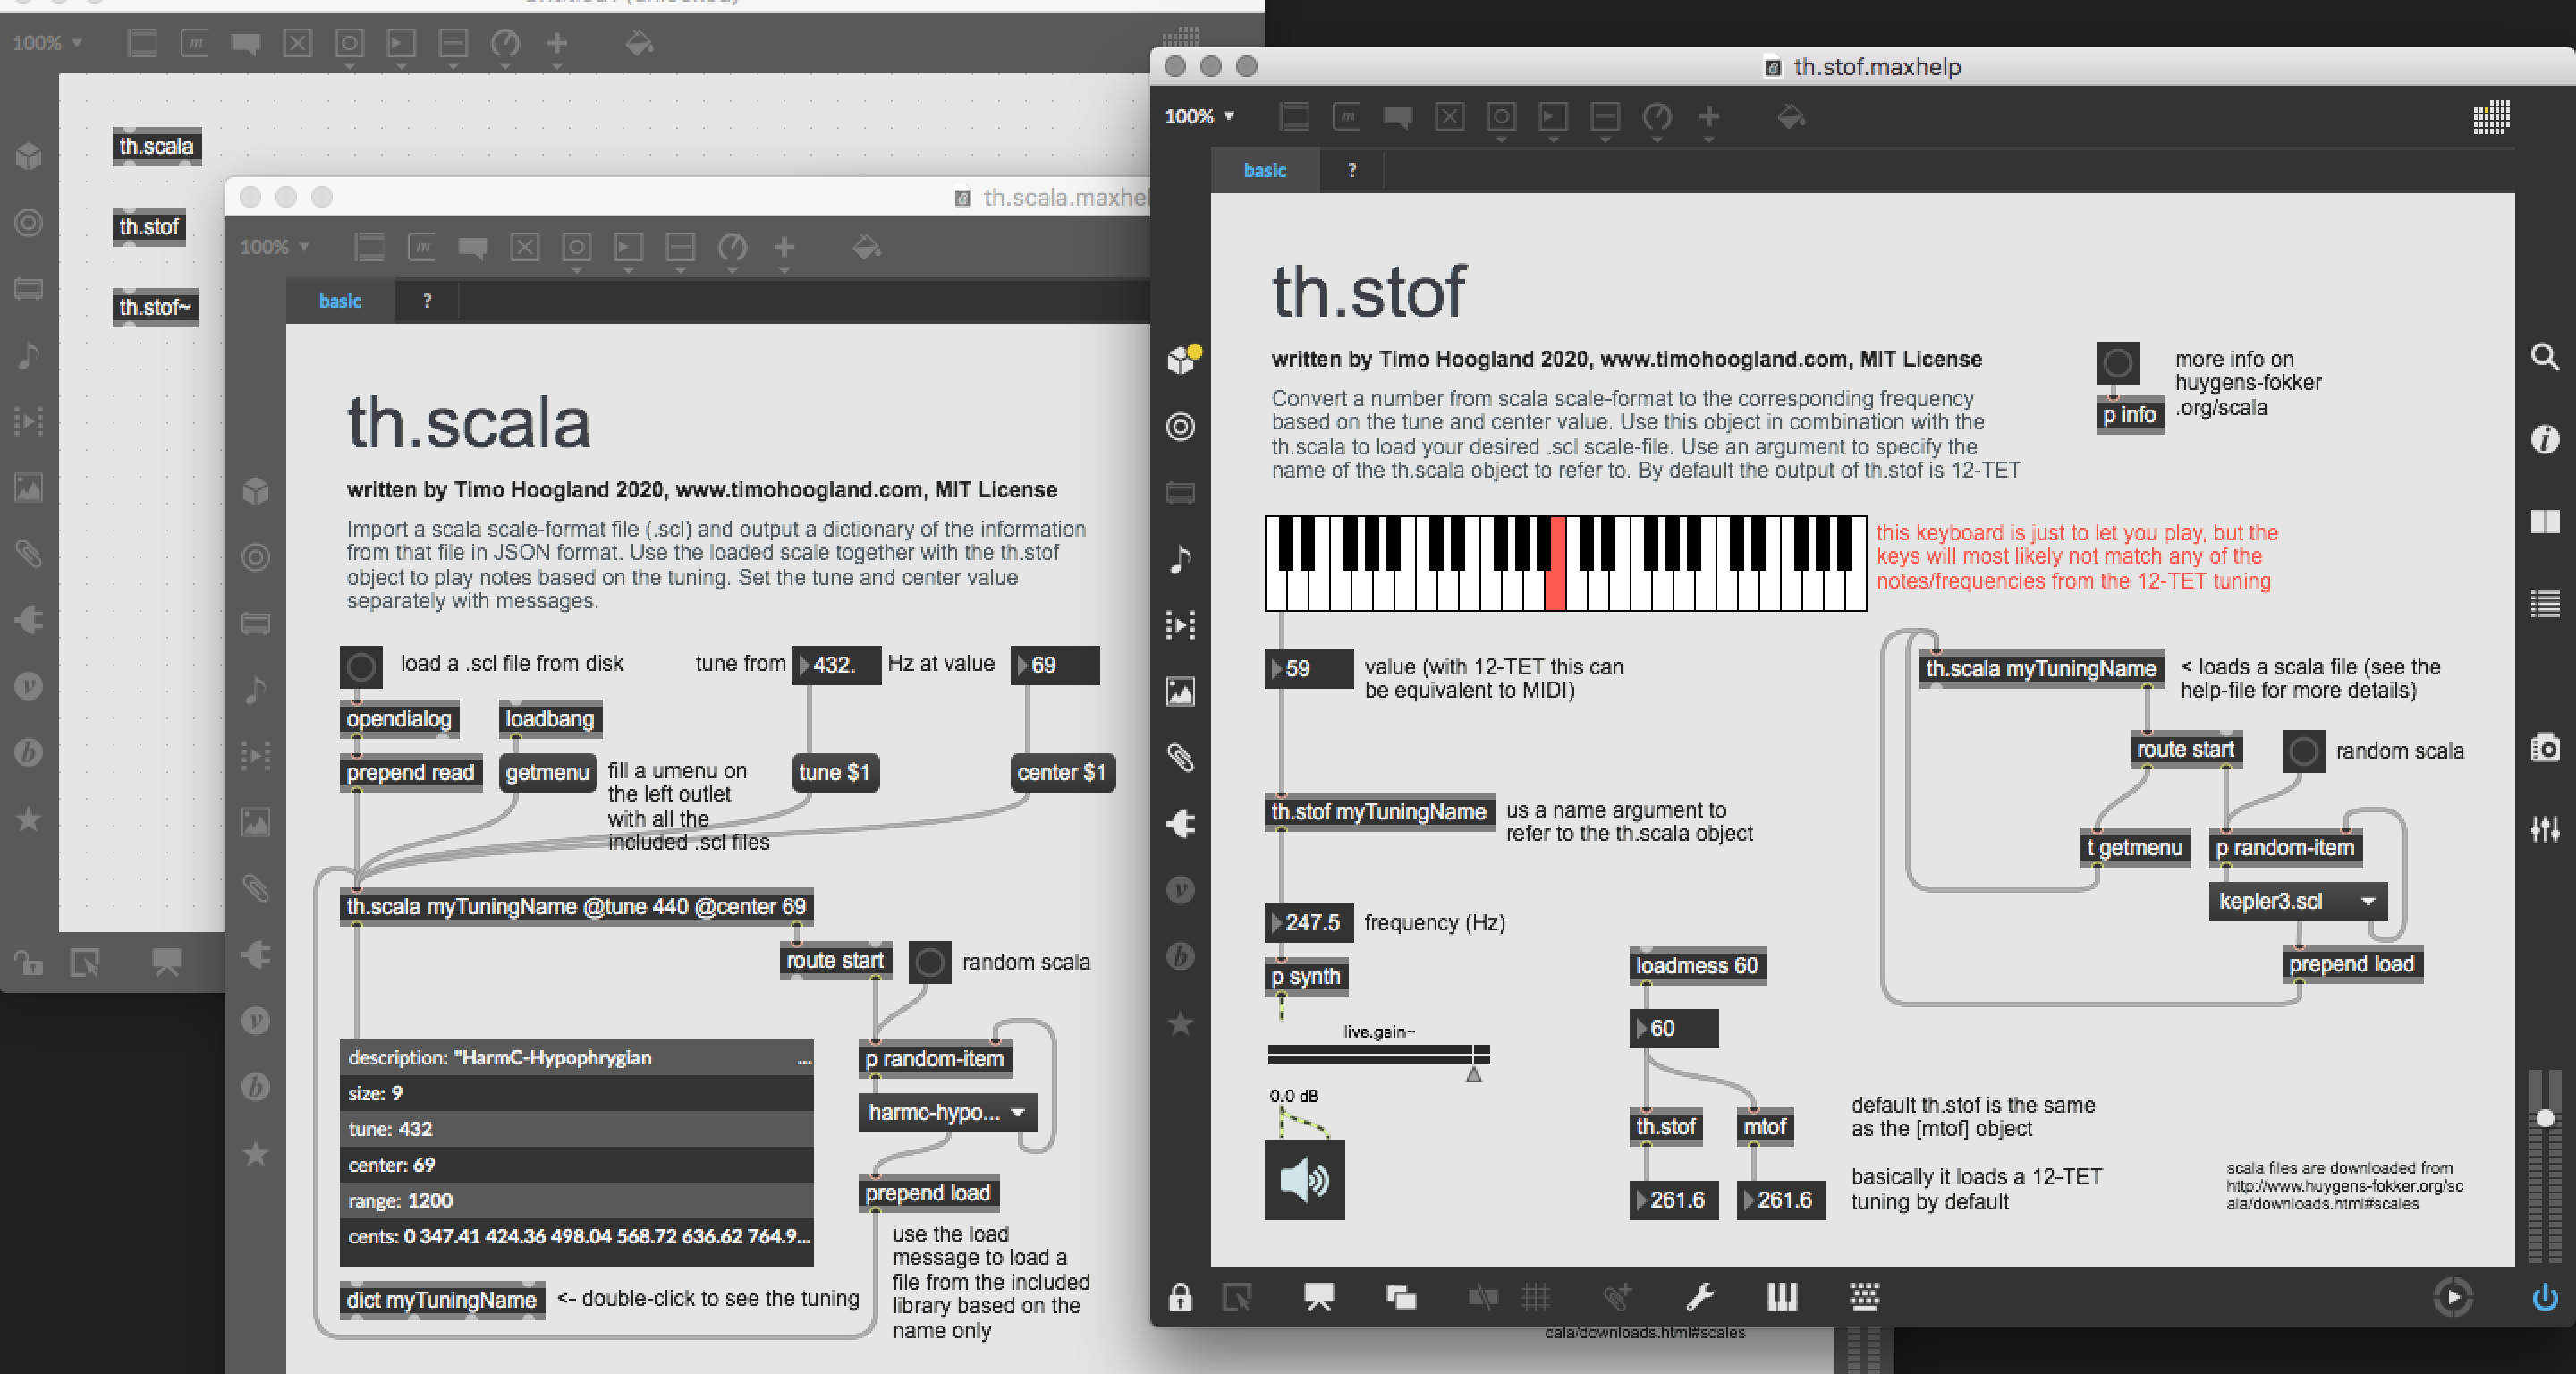 100%
th.scala
th.stof
th.stof~
th.scala.maxhel
100%
basic
?
th.scala
written by Timo Hoogland 2020, www.timohoogland.com, MIT License
Import a scala scale-format file (.scl) and output a dictionary of the information
from that file in JSON format. Use the loaded scale together with the th.stof
object to play notes based on the tuning. Set the tune and center value
separately with messages.
load a .scl file from disk
tune from 432. Hz at value 69
opendialog
loadbang
prepend read
getmenu
fill a umenu on
the left outlet
with all the
included .scl files
tune $1
center $1
th.scala myTuningName @tune 440 @center 69
route start
random scala
description: "HarmC-Hypophrygian ...
size: 9
tune: 432
center: 69
range: 1200
cents: 0 347.41 424.36 498.04 568.72 636.62 764.9...
p random-item
harmc-hypo...
prepend load
use the load
message to load a
file from the included
library based on the
name only
dict myTuningName
<- double-click to see the tuning
th.stof.maxhelp
100%
basic
?
th.stof
written by Timo Hoogland 2020, www.timohoogland.com, MIT License
Convert a number from scala scale-format to the corresponding frequency
based on the tune and center value. Use this object in combination with the
th.scala to load your desired .scl scale-file. Use an argument to specify the
name of the th.scala object to refer to. By default the output of th.stof is 12-TET
p info
more info on
huygens-fokker
.org/scala
this keyboard is just to let you play, but the
keys will most likely not match any of the
notes/frequencies from the 12-TET tuning
59
value (with 12-TET this can
be equivalent to MIDI)
th.stof myTuningName
us a name argument to
refer to the th.scala object
247.5
frequency (Hz)
p synth
live.gain~
0.0 dB
th.scala myTuningName
< loads a scala file (see the
help-file for more details)
route start
random scala
t getmenu
p random-item
kepler3.scl
prepend load
loadmess 60
60
th.stof
mtof
261.6
261.6
default th.stof is the same
as the [mtof] object
basically it loads a 12-TET
tuning by default
scala files are downloaded from
http://www.huygens-fokker.org/sc
ala/downloads.html#scales
cala/downloads.html#scales